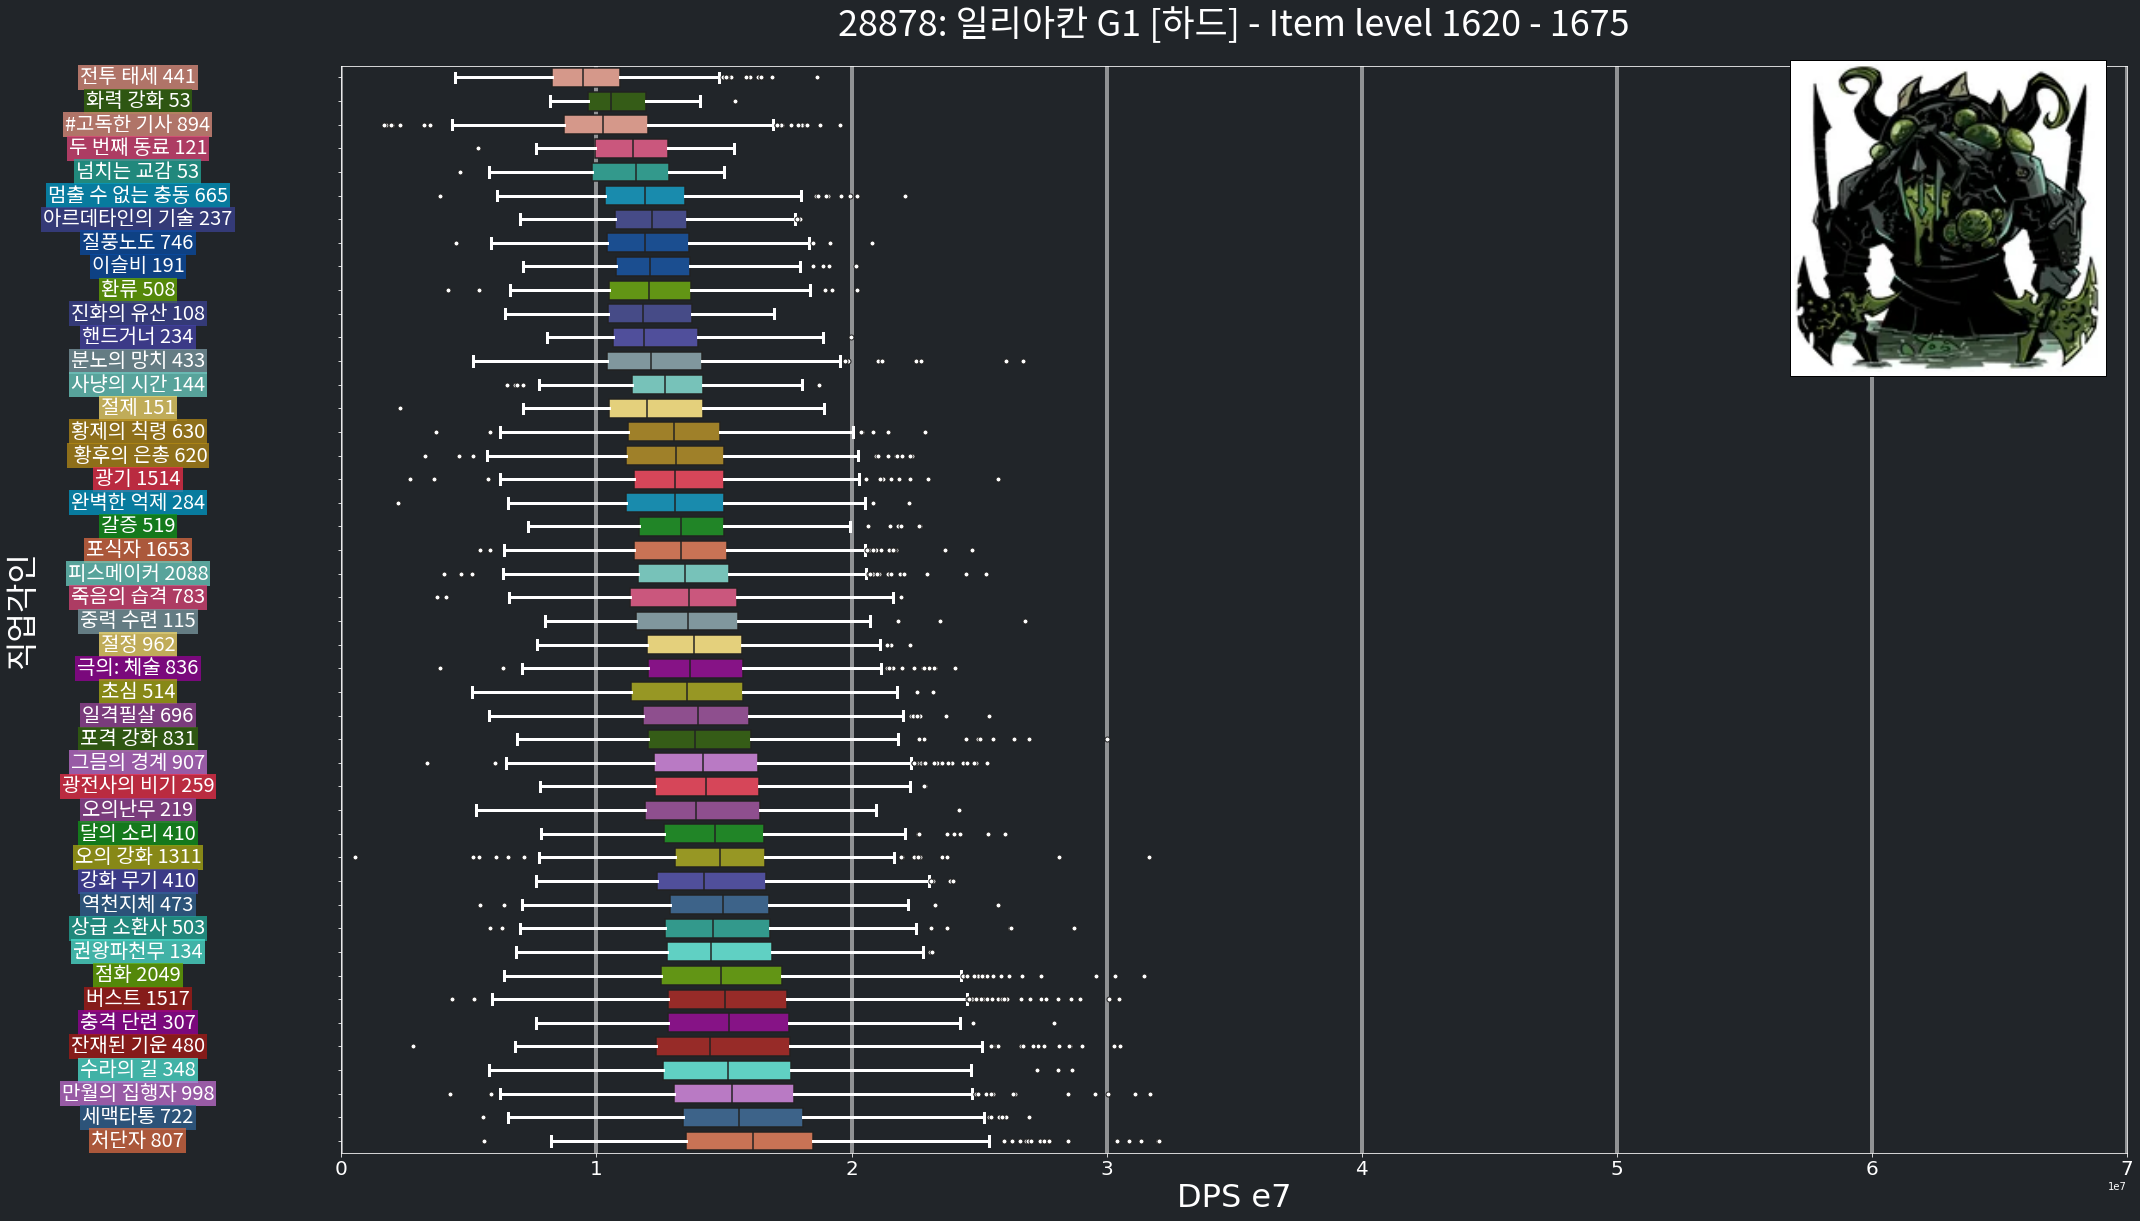 28878: 일리아칸 G1 [하드] - Item level 1620 - 1675
직업각인
전투 태세 441
화력 강화 53
#고독한 기사 894
두 번째 동료 121
넘치는 교감 53
멈출 수 없는 충동 665
아르데타인의 기술 237
질풍노도 746
이슬비 191
환류 508
진화의 유산 108
핸드거너 234
분노의 망치 433
사냥의 시간 144
절제 151
황제의 칙령 630
황후의 은총 620
광기 1514
완벽한 억제 284
갈증 519
포식자 1653
피스메이커 2088
죽음의 습격 783
중력 수련 115
절정 962
극의: 체술 836
초심 514
일격필살 696
포격 강화 831
그믐의 경계 907
광전사의 비기 259
오의난무 219
달의 소리 410
오의 강화 1311
강화 무기 410
역천지체 473
상급 소환사 503
권왕파천무 134
점화 2049
버스트 1517
충격 단련 307
잔재된 기운 480
수라의 길 348
만월의 집행자 998
세맥타통 722
처단자 807
0 1 2 3 4 5 6 7
DPS e7
1e7